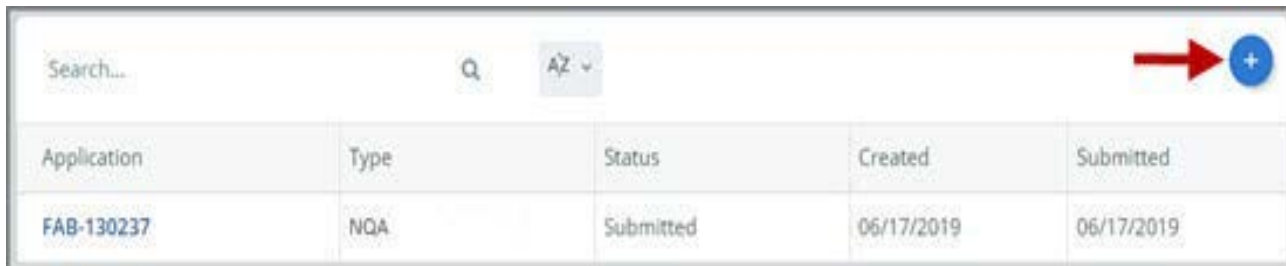 Search... AZ +
Application Type Status Created Submitted
FAB-130237 NQA Submitted 06/17/2019 06/17/2019